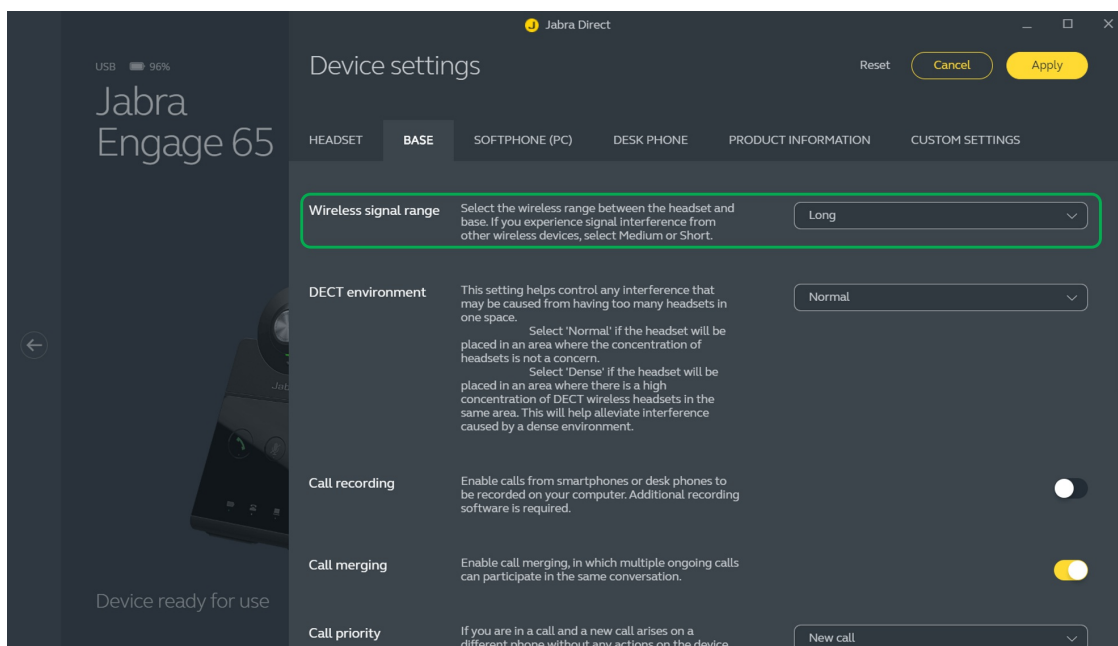 Jabra Direct
USB 96%
Jabra
Engage 65
Device settings
Reset
Cancel
Apply
HEADSET
BASE
SOFTPHONE (PC)
DESK PHONE
PRODUCT INFORMATION
CUSTOM SETTINGS
Wireless signal range
Select the wireless range between the headset and
base. If you experience signal interference from
other wireless devices, select Medium or Short.
Long
DECT environment
This setting helps control any interference that
may be caused from having too many headsets in
one space.
Select 'Normal' if the headset will be
placed in an area where the concentration of
headsets is not a concern.
Select 'Dense' if the headset will be
placed in an area where there is a high
concentration of DECT wireless headsets in the
same area. This will help alleviate interference
caused by a dense environment.
Normal
Call recording
Enable calls from smartphones or desk phones to
be recorded on your computer. Additional recording
software is required.
Call merging
Enable call merging, in which multiple ongoing calls
can participate in the same conversation.
Call priority
If you are in a call and a new call arises on a
different phone without any actions on the device
New call
Device ready for use